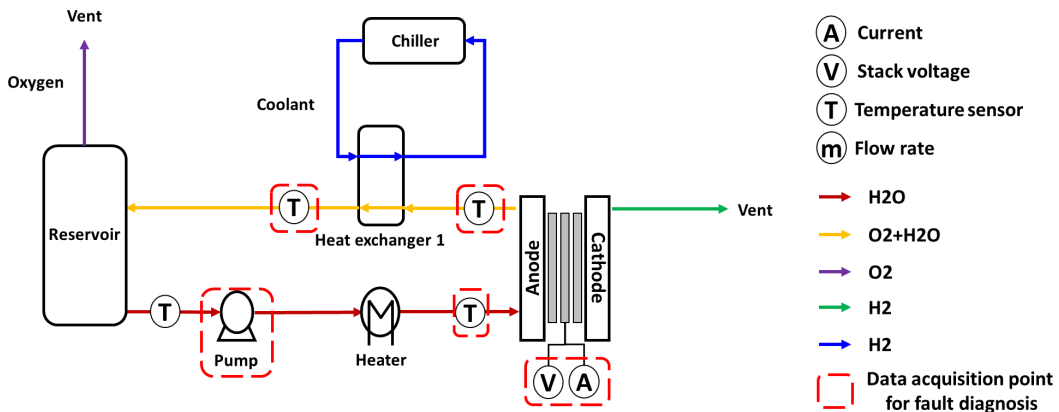 Vent
Oxygen
Chiller
Coolant
T
T
Reservoir
Heat exchanger 1
Anode
Cathode
Vent
T
T
Pump
Heater
V
A
A Current
V Stack voltage
T Temperature sensor
m Flow rate
H2O
O2+H2O
O2
H2
H2
Data acquisition point
for fault diagnosis